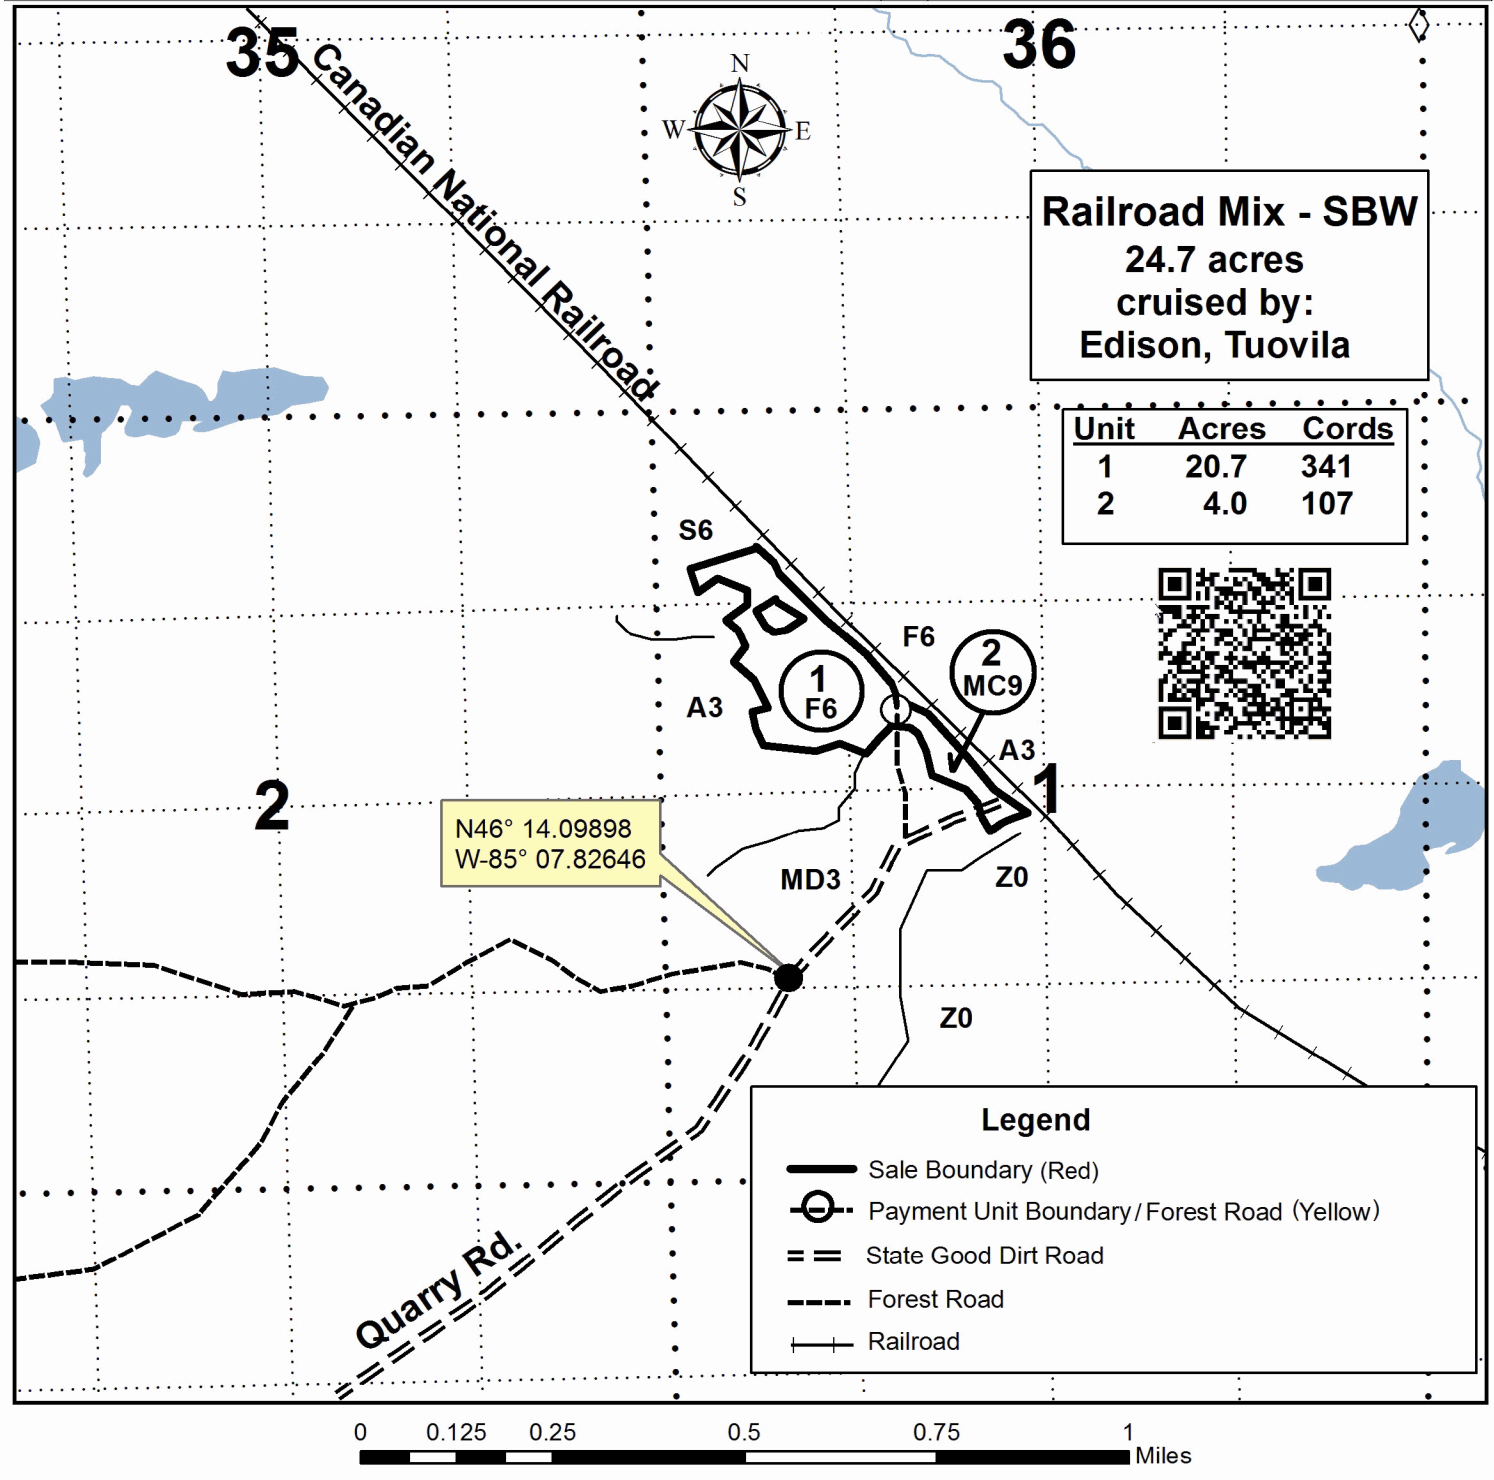 35
36
Canadian National Railroad
N
W
E
S
Railroad Mix - SBW
24.7 acres
cruised by:
Edison, Tuovila
Unit Acres Cords
1 20.7 341
2 4.0 107
S6
F6
2
MC9
1
F6
A3
A3
2
1
N46° 14.09898
W-85° 07.82646
MD3
Z0
Z0
Quarry Rd.
Legend
Sale Boundary (Red)
Payment Unit Boundary/Forest Road (Yellow)
State Good Dirt Road
Forest Road
Railroad
0 0.125 0.25 0.5 0.75 1
Miles